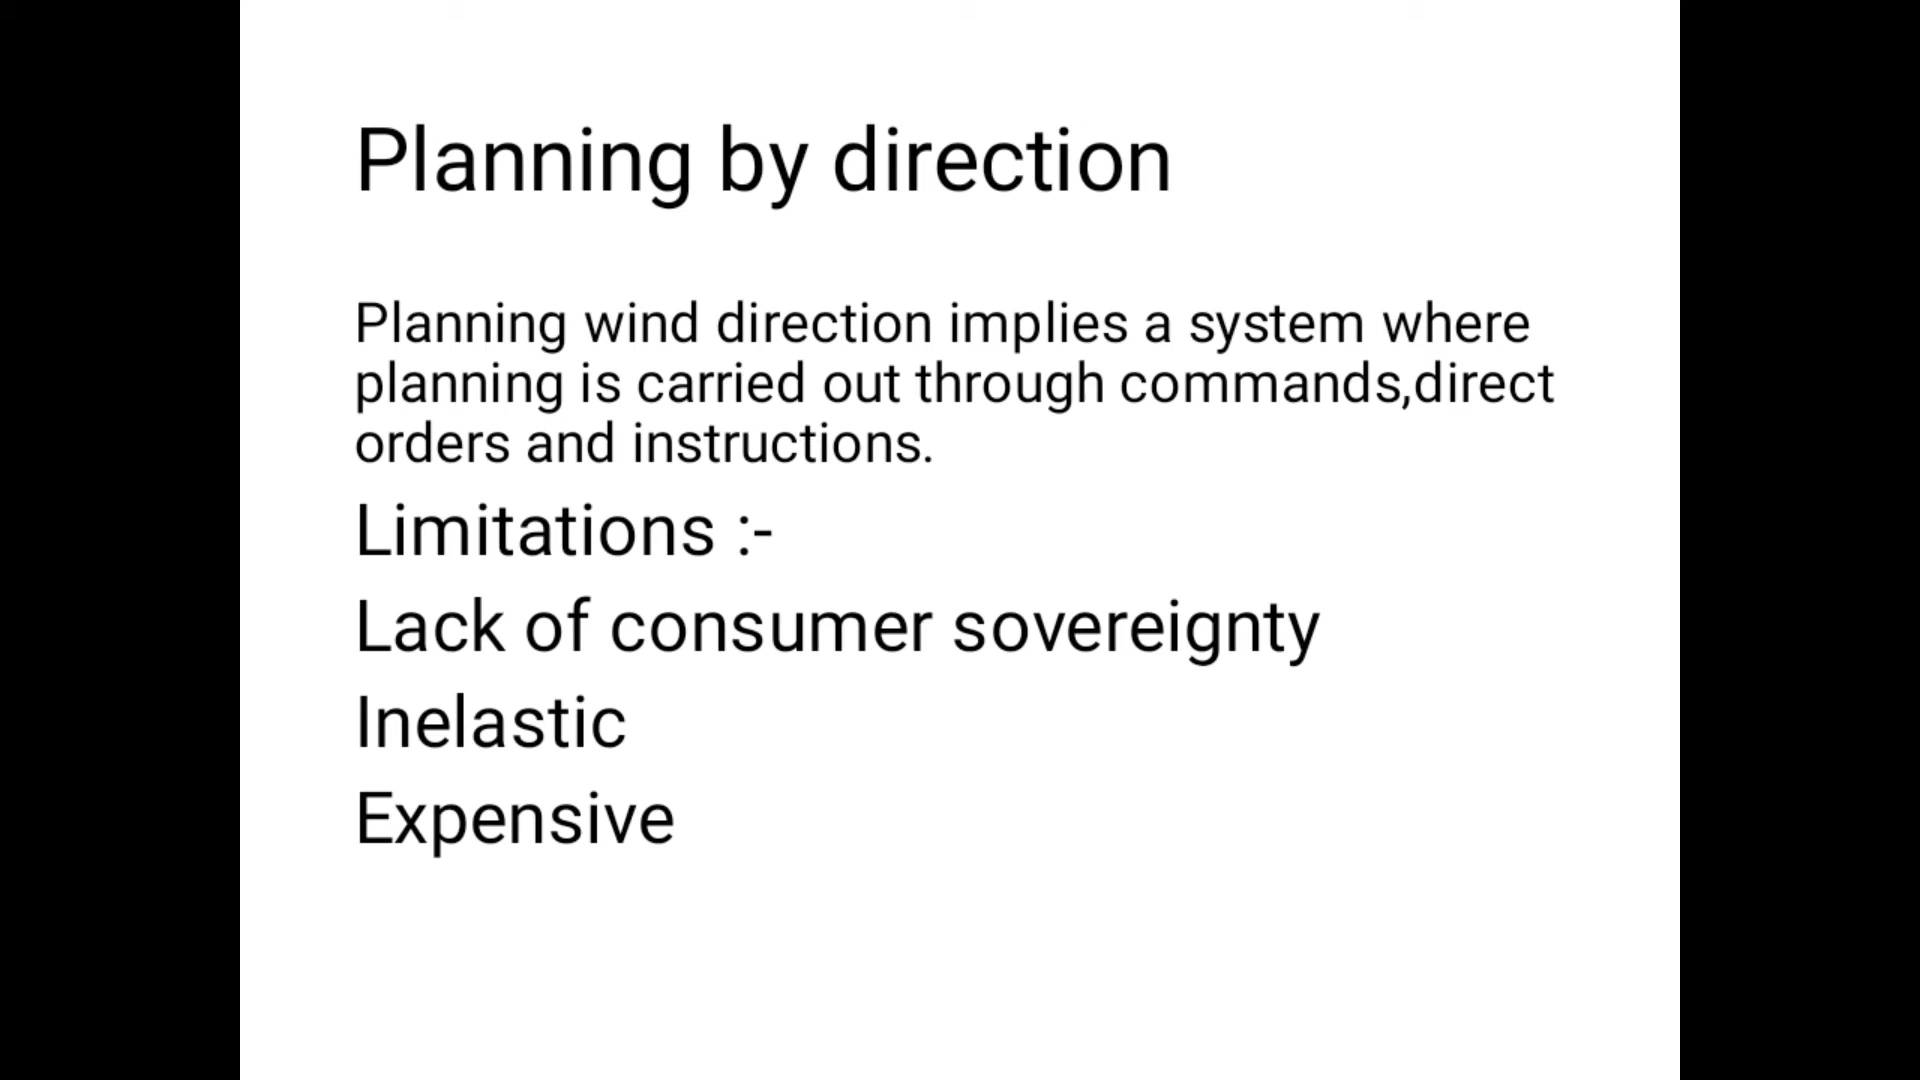 Planning by direction
Planning wind direction implies a system where
planning is carried out through commands,direct
orders and instructions.
Limitations :-
Lack of consumer sovereignty
Inelastic
Expensive